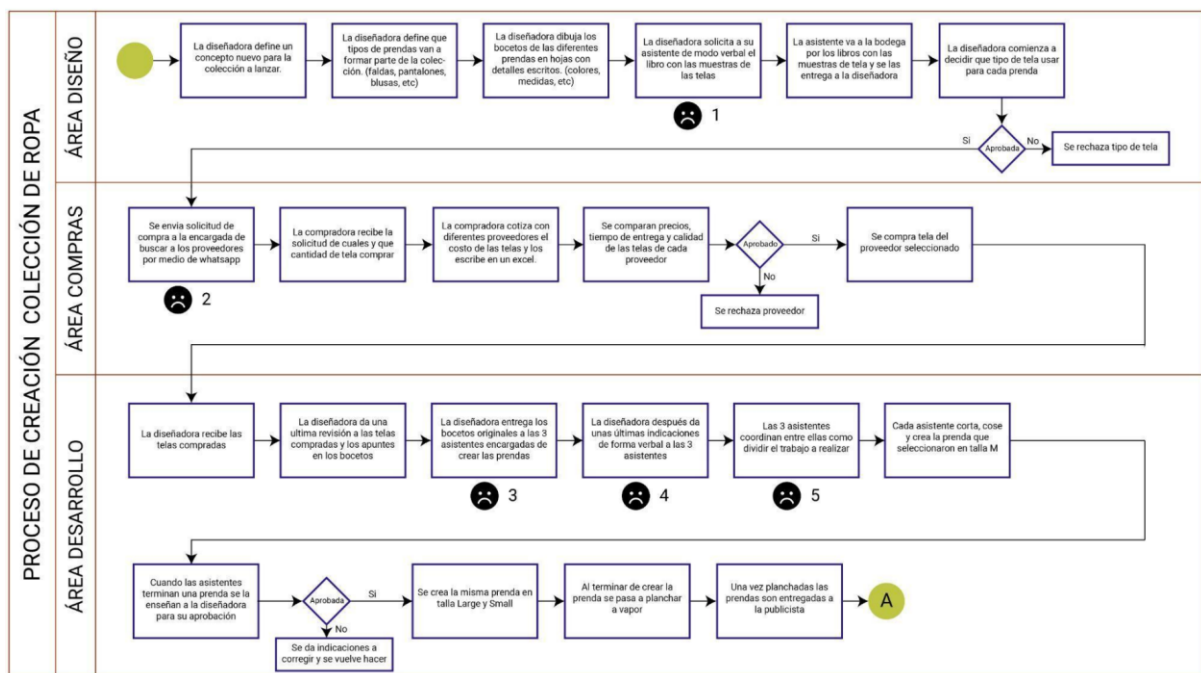 PROCESO DE CREACIÓN COLECCIÓN DE ROPA
ÁREA DISEÑO
La diseñadora define un
concepto nuevo para la
colección a lanzar.
La diseñadora define que
tipos de prendas van a
formar parte de la colec-
ción. (faldas, pantalones,
blusas, etc)
La diseñadora dibuja los
bocetos de las diferentes
prendas en hojas con
detalles escritos. (colores,
medidas, etc)
La diseñadora solicita a su
asistente de modo verbal el
libro con las muestras de
las telas
La asistente va a la bodega
por los libros con las
muestras de tela y se las
entrega a la diseñadora
La diseñadora comienza a
decidir que tipo de tela usar
para cada prenda
1
Si
Aprobada
No
Se rechaza tipo de tela
ÁREA COMPRAS
Se envia solicitud de
compra a la encargada de
buscar a los proveedores
por medio de whatsapp
La compradora recibe la
solicitud de cuales y que
cantidad de tela comprar
La compradora cotiza con
diferentes proveedores el
costo de las telas y los
escribe en un excel.
Se comparan precios,
tiempo de entrega y calidad
de las telas de cada
proveedor
Aprobado
Si
Se compra tela del
proveedor seleccionado
2
No
Se rechaza proveedor
ÁREA DESARROLLO
La diseñadora recibe las
telas compradas
La diseñadora da una
ultima revisión a las telas
compradas y los apuntes
en los bocetos
La diseñadora entrega los
bocetos originales a las 3
asistentes encargadas de
crear las prendas
La diseñadora después da
unas últimas indicaciones
de forma verbal a las 3
asistentes
Las 3 asistentes
coordinan entre ellas como
dividir el trabajo a realizar
Cada asistente corta, cose
y crea la prenda que
seleccionaron en talla M
3
4
5
Cuando las asistentes
terminan una prenda se la
enseñan a la diseñadora
para su aprobación
Aprobada
Si
Se crea la misma prenda en
talla Large y Small
Al terminar de crear la
prenda se pasa a planchar a
vapor
Una vez planchadas las
prendas son entregadas a
la publicista
A
No
Se da indicaciones a
corregir y se vuelve hacer